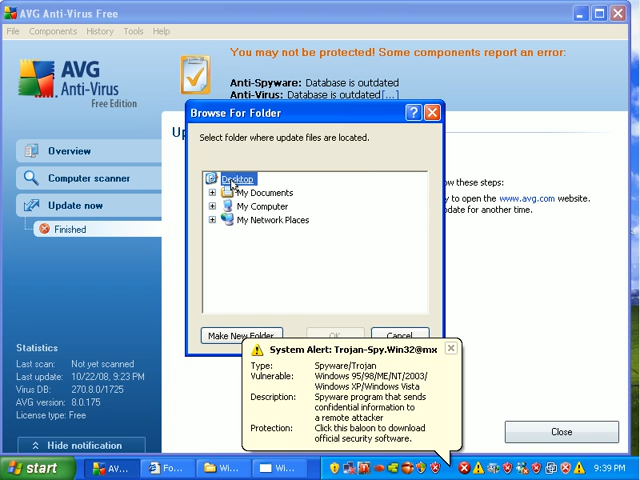 AVG Anti-Virus Free
File Components History Tools Help
AVG
Anti-Virus
Free Edition
You may not be protected! Some components report an error:
Anti-Spyware: Database is outdated
Anti-Virus: Database is outdated[...]
Browse For Folder
Select folder where update files are located.
Desktop
My Documents
My Computer
My Network Places
Make New Folder
OK
Cancel
Up
ow these steps:
y to open the www.avg.com website.
pdate for another time.
Overview
Computer scanner
Update now
Finished
Statistics
Last scan: Not yet scanned
Last update: 10/22/08, 9:23 PM
Virus DB: 270.8.0/1725
AVG version: 8.0.175
License type: Free
Hide notification
System Alert: Trojan-Spy.Win32@mx
Type: Spyware/Trojan
Vulnerable: Windows 95/98/ME/NT/2003/
Windows XP/Windows Vista
Description: Spyware program that sends
confidential information to
a remote attacker
Protection: Click this baloon to download
official security software.
Close
start
AV...
Fo...
Wi...
Wi...
9:39 PM